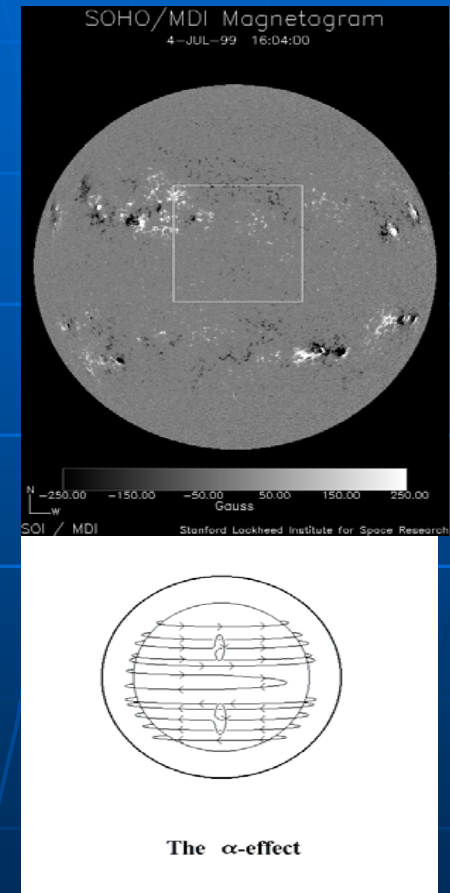 SOHO/MDI Magnetogram
4-JUL-99 16:04:00
N
W
-250.00 -150.00 -50.00 50.00 150.00 250.00
Gauss
SOI / MDI Stanford Lockheed Institute for Space Research
The α-effect